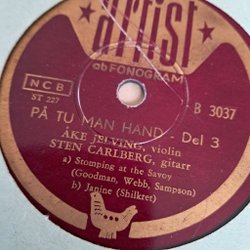 artist
ab FONOGRAM
NCB
ST 227
B 3037
PÅ TU MAN HAND - Del 3
ÅKE JELVING, violin
STEN CARLBERG, gitarr
a) Stomping at the Savoy
(Goodman, Webb, Sampson)
b) Janine (Shilkret)